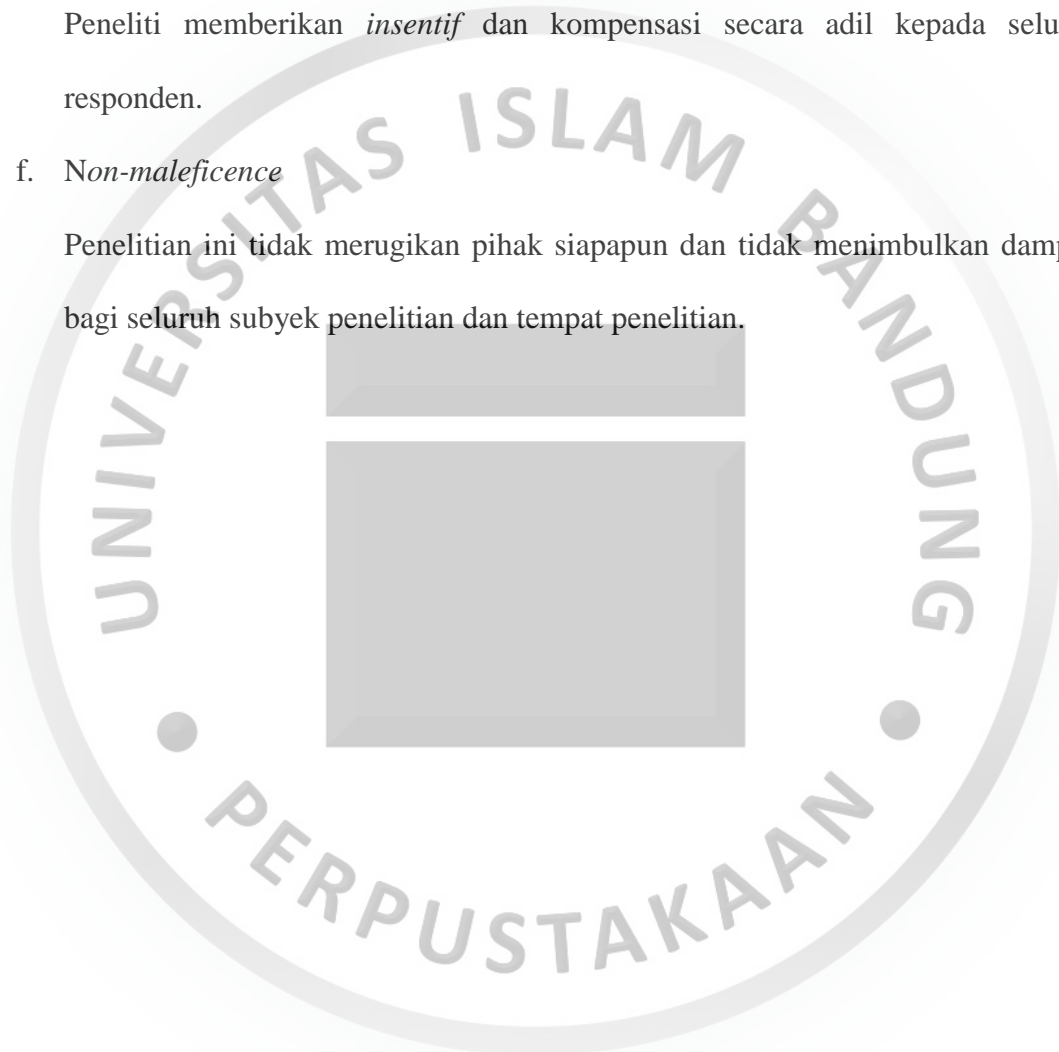 Peneliti memberikan insentif dan kompensasi secara adil kepada selu
responden.
f. Non-maleficence
Penelitian ini tidak merugikan pihak siapapun dan tidak menimbulkan damp
bagi seluruh subyek penelitian dan tempat penelitian.
UNIVERSITAS ISLAM BANDUNG
PERPUSTAKAAN